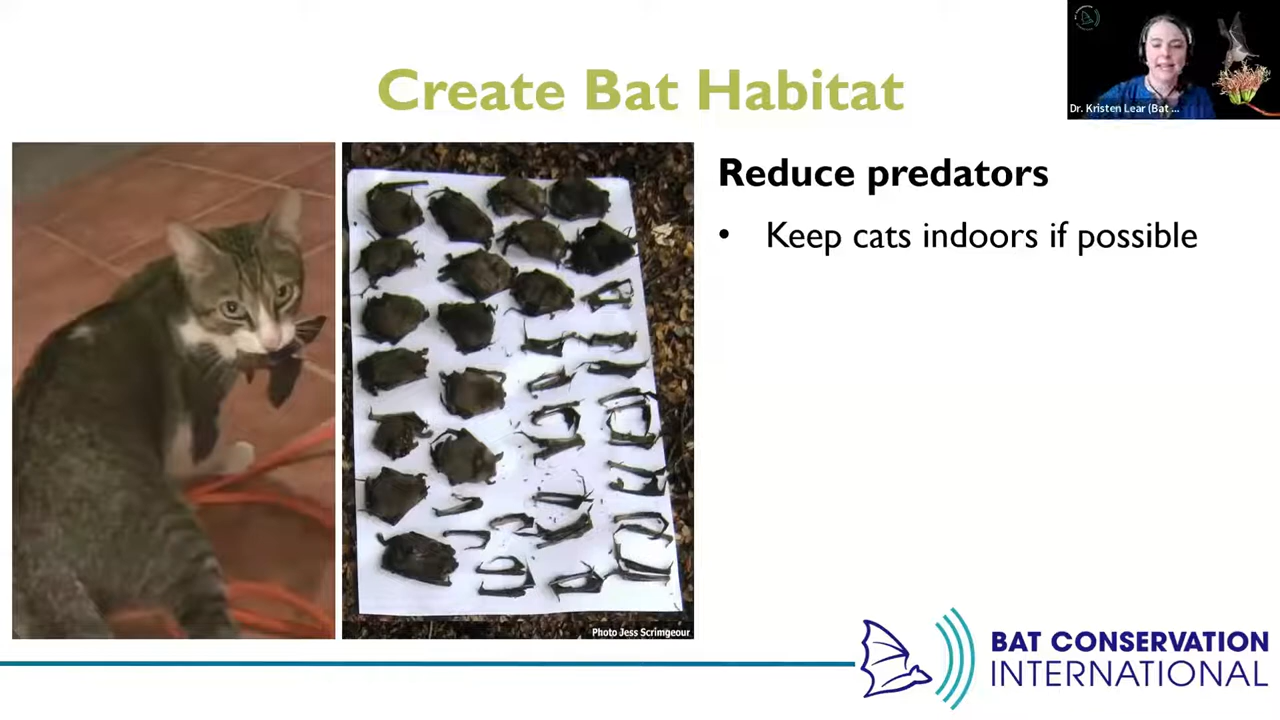 Create Bat Habitat
Dr. Kristen Lear (Bat ...
Reduce predators
• Keep cats indoors if possible
Photo Jess Scrimgeour
BAT CONSERVATION
INTERNATIONAL